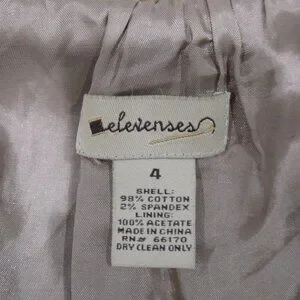 elevenses
4
SHELL:
98% COTTON
2% SPANDEX
LINING:
100% ACETATE
MADE IN CHINA
RN# 66170
DRY CLEAN ONLY